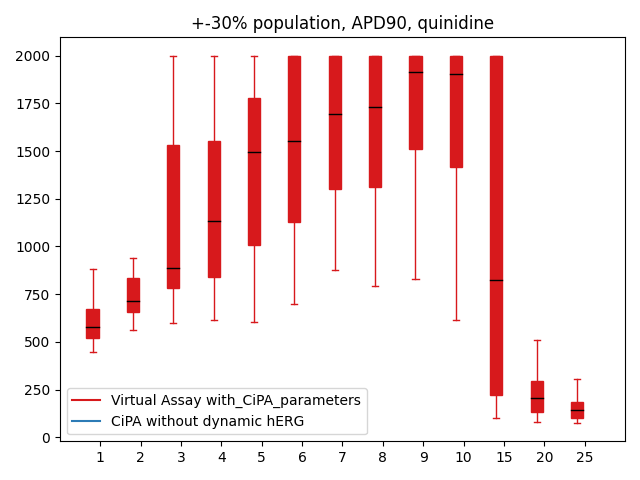 +-30% population, APD90, quinidine
2000
1750
1500
1250
1000
750
500
250
0
Virtual Assay with_CiPA_parameters
CiPA without dynamic hERG
1 2 3 4 5 6 7 8 9 10 15 20 25